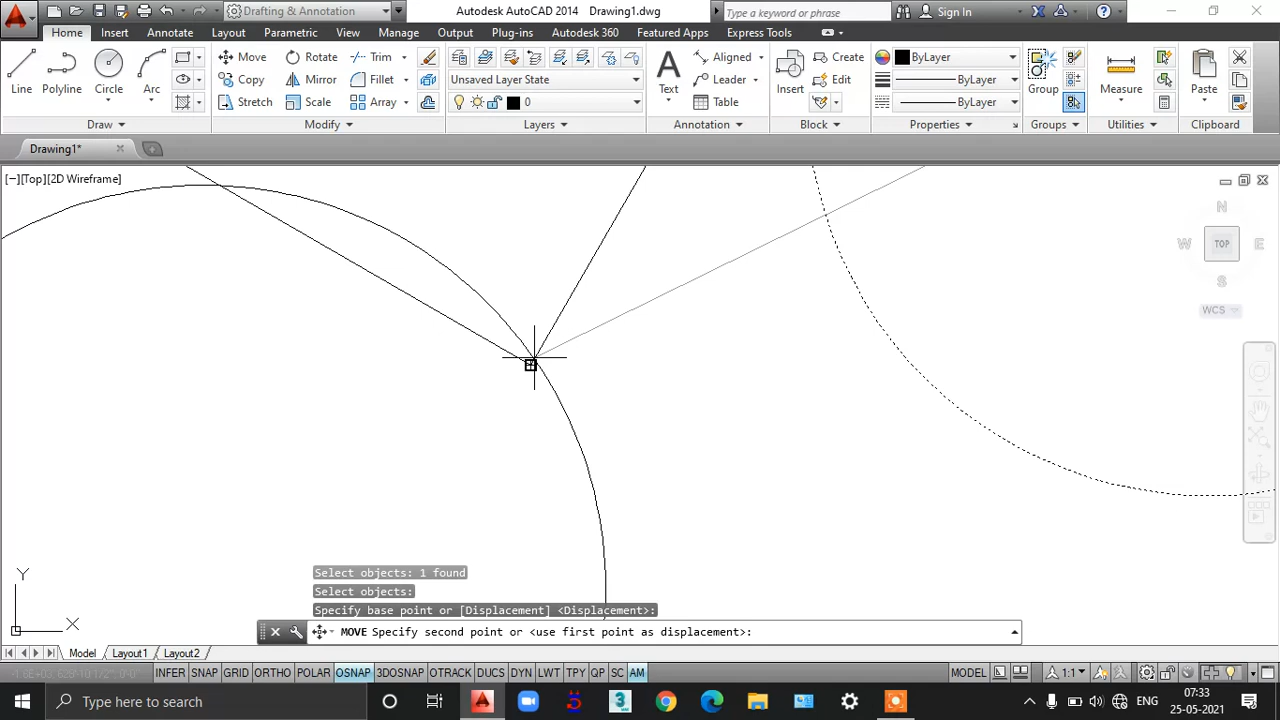 Drafting & Annotation
Autodesk AutoCAD 2014 Drawing1.dwg
Type a keyword or phrase
Sign In
Home Insert Annotate Layout Parametric View Manage Output Plug-ins Autodesk 360 Featured Apps Express Tools
Line Polyline Circle Arc
Move Rotate Trim
Copy Mirror Fillet
Stretch Scale Array
Unsaved Layer State
0
Text
Aligned
Leader
Table
Insert
Create
Edit
ByLayer
ByLayer
ByLayer
Group
Measure
Paste
Draw Modify Layers Annotation Block Properties Groups Utilities Clipboard
Drawing1*
[−][Top][2D Wireframe]
N
W TOP E
S
WCS
Y
X
Select objects: 1 found
Select objects:
Specify base point or [Displacement] <Displacement>:
MOVE Specify second point or <use first point as displacement>:
Model Layout1 Layout2
INFER SNAP GRID ORTHO POLAR OSNAP 3DOSNAP OTRACK DUCS DYN LWT TPY QP SC AM
MODEL 1:1
Type here to search
ENG
07:33
25-05-2021